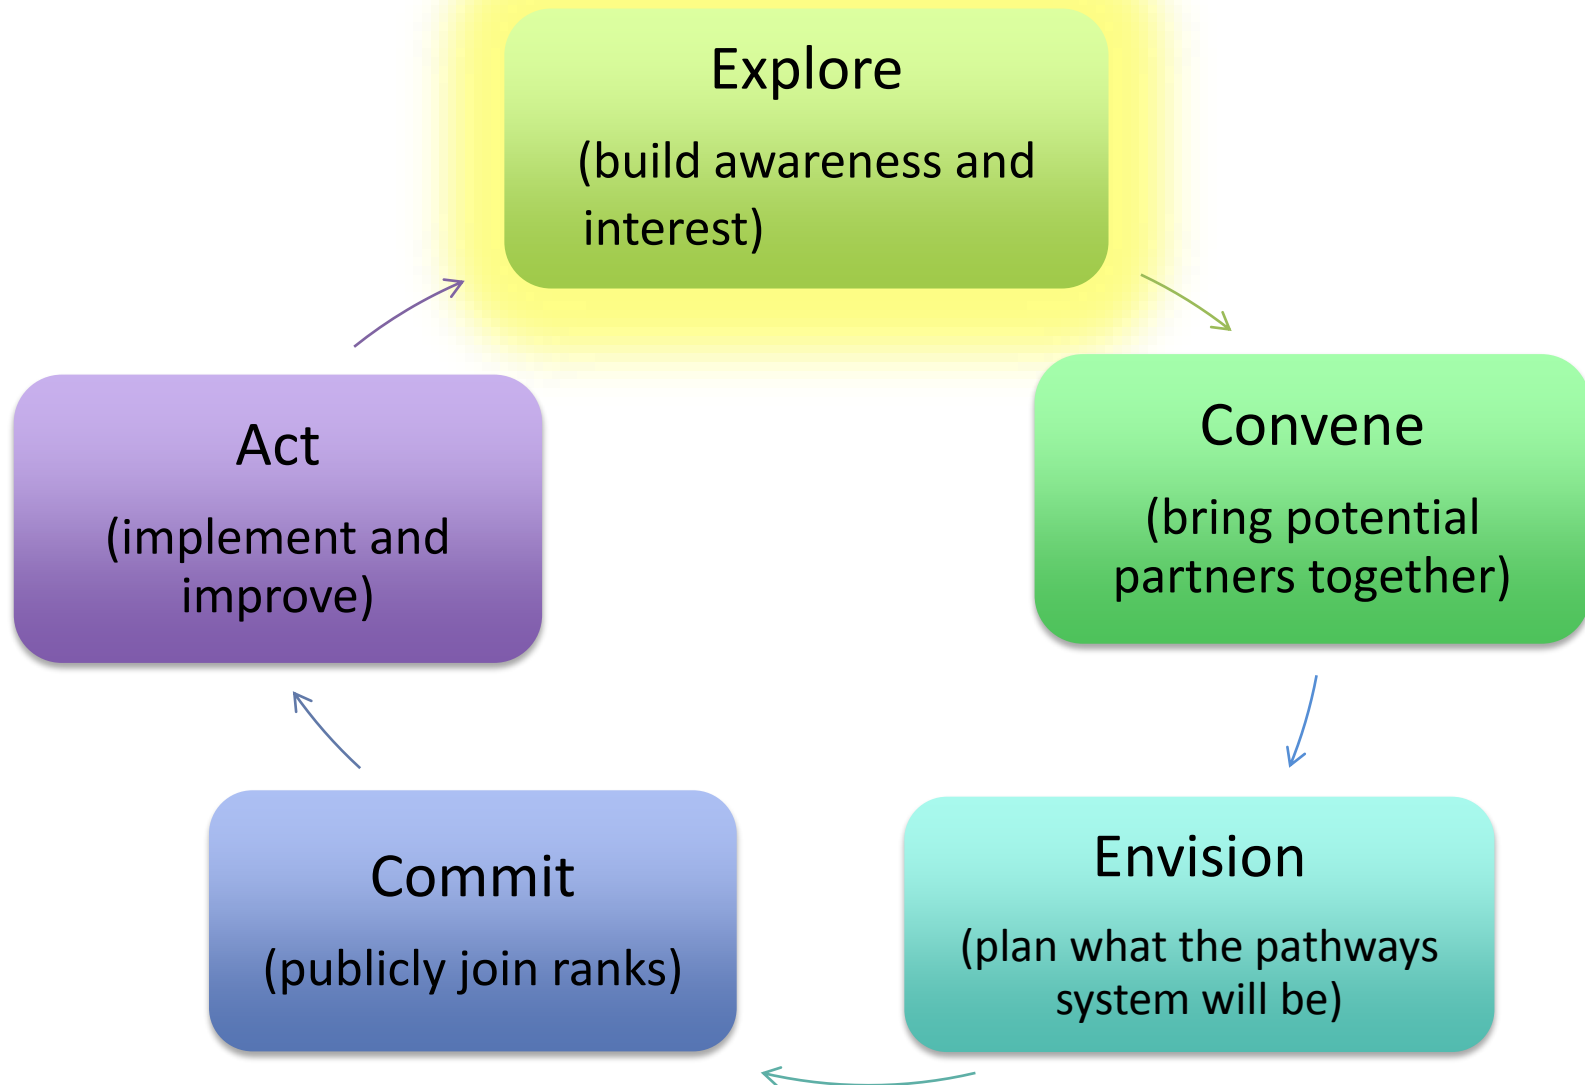 Explore
(build awareness and
interest)
Convene
(bring potential
partners together)
Envision
(plan what the pathways
system will be)
Commit
(publicly join ranks)
Act
(implement and
improve)